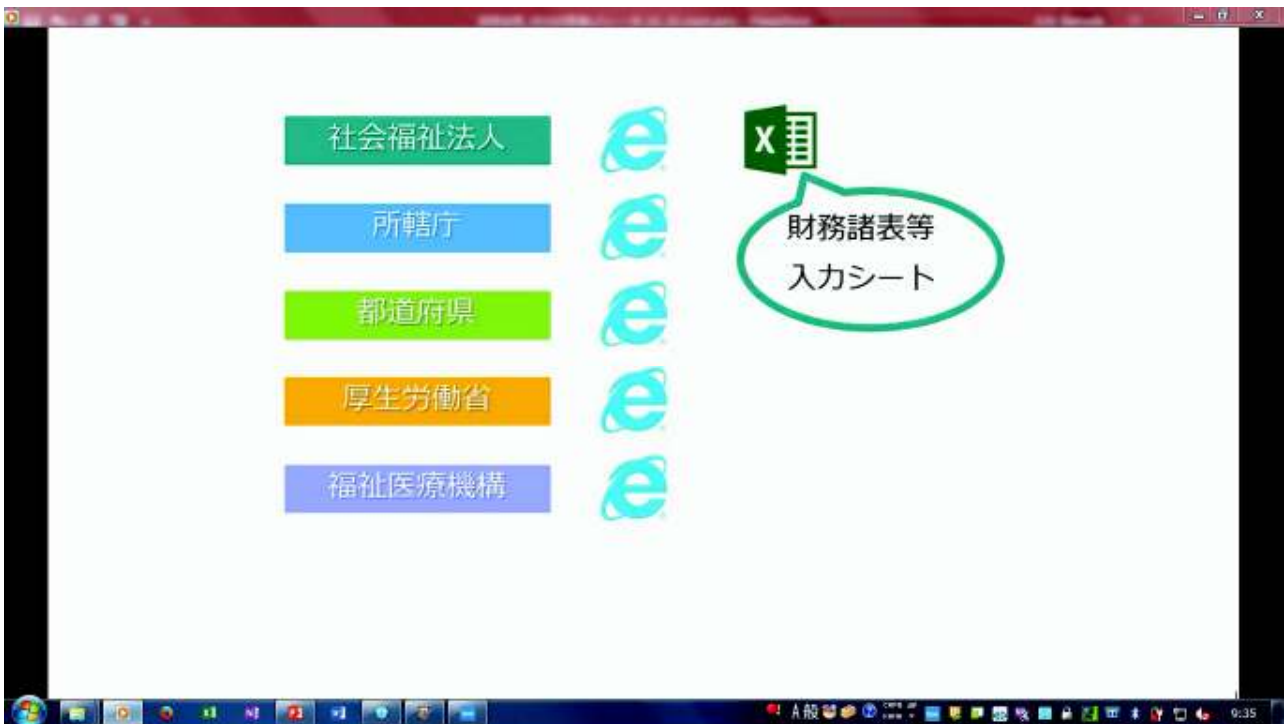 社会福祉法人
所轄庁
都道府県
厚生労働省
福祉医療機構
財務諸表等
入力シート
A 般
9:35